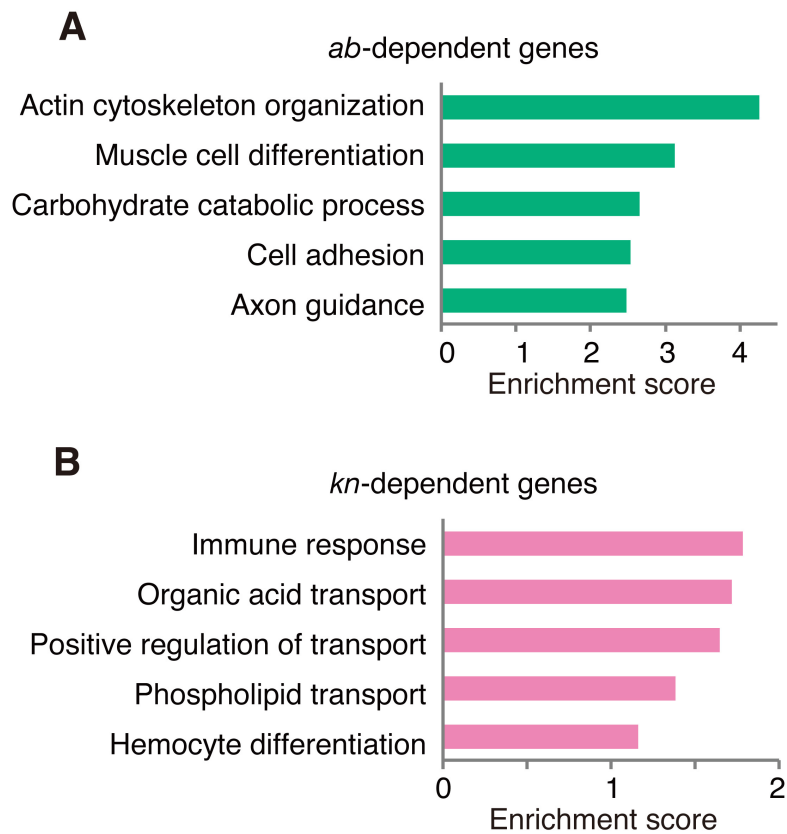 A
ab-dependent genes
Actin cytoskeleton organization
Muscle cell differentiation
Carbohydrate catabolic process
Cell adhesion
Axon guidance
0 1 2 3 4
Enrichment score
B
kn-dependent genes
Immune response
Organic acid transport
Positive regulation of transport
Phospholipid transport
Hemocyte differentiation
0 1 2
Enrichment score